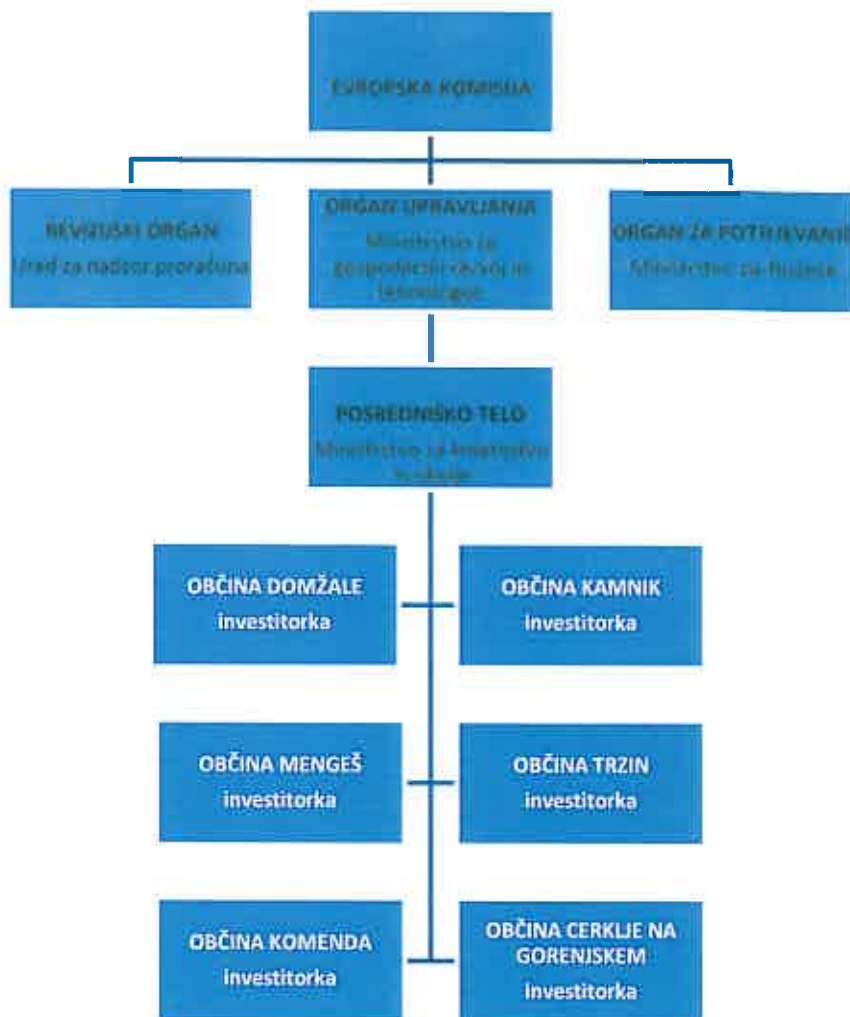 EVROPSKA KOMISIJA
REVIZIJSKI ORGAN
Urad za nadzor proračuna
ORGAN UPRAVLJANJA
Ministrstvo za
gospodarski razvoj in
tehnologijo
ORGAN ZA POTRJEVANJE
Ministrstvo za finance
POSREDNIŠKO TELO
Ministrstvo za kmetijstvo
in okolje
OBČINA DOMŽALE
investitorka
OBČINA KAMNIK
investitorka
OBČINA MENGEŠ
investitorka
OBČINA TRZIN
investitorka
OBČINA KOMENDA
investitorka
OBČINA CERKLJE NA
GORENJSKEM
investitorka